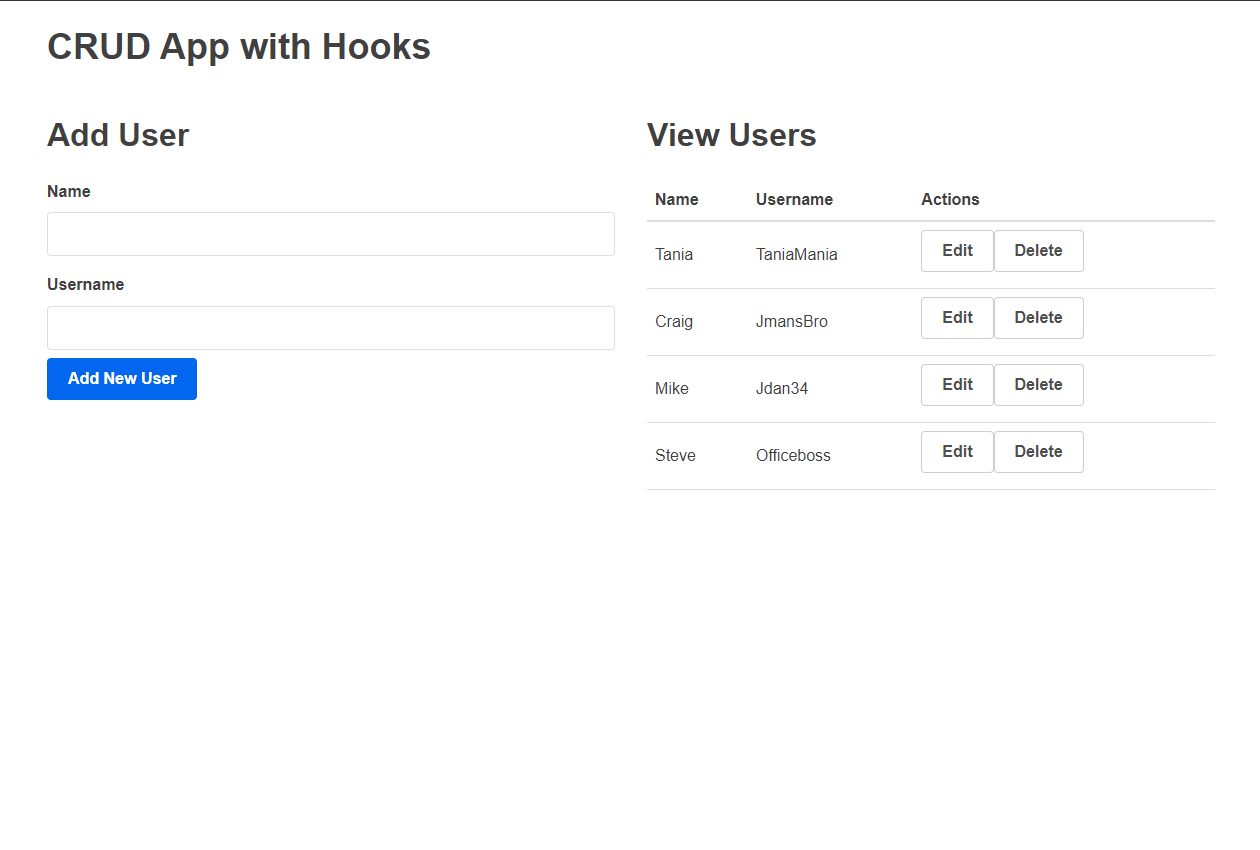 CRUD App with Hooks
Add User
Name
Username
Add New User
View Users
Name Username Actions
Tania TaniaMania Edit Delete
Craig JmansBro Edit Delete
Mike Jdan34 Edit Delete
Steve Officeboss Edit Delete